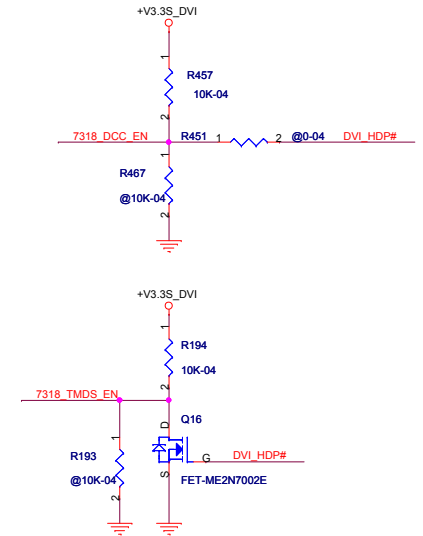 +V3.3S_DVI
1
R457
10K-04
2
7318_DCC_EN
R451
1
2
@0-04
DVI_HDP#
1
R467
@10K-04
2
+V3.3S_DVI
1
R194
10K-04
2
7318_TMDS_EN
D
Q16
1
R193
G
DVI_HDP#
@10K-04
S
FET-ME2N7002E
2